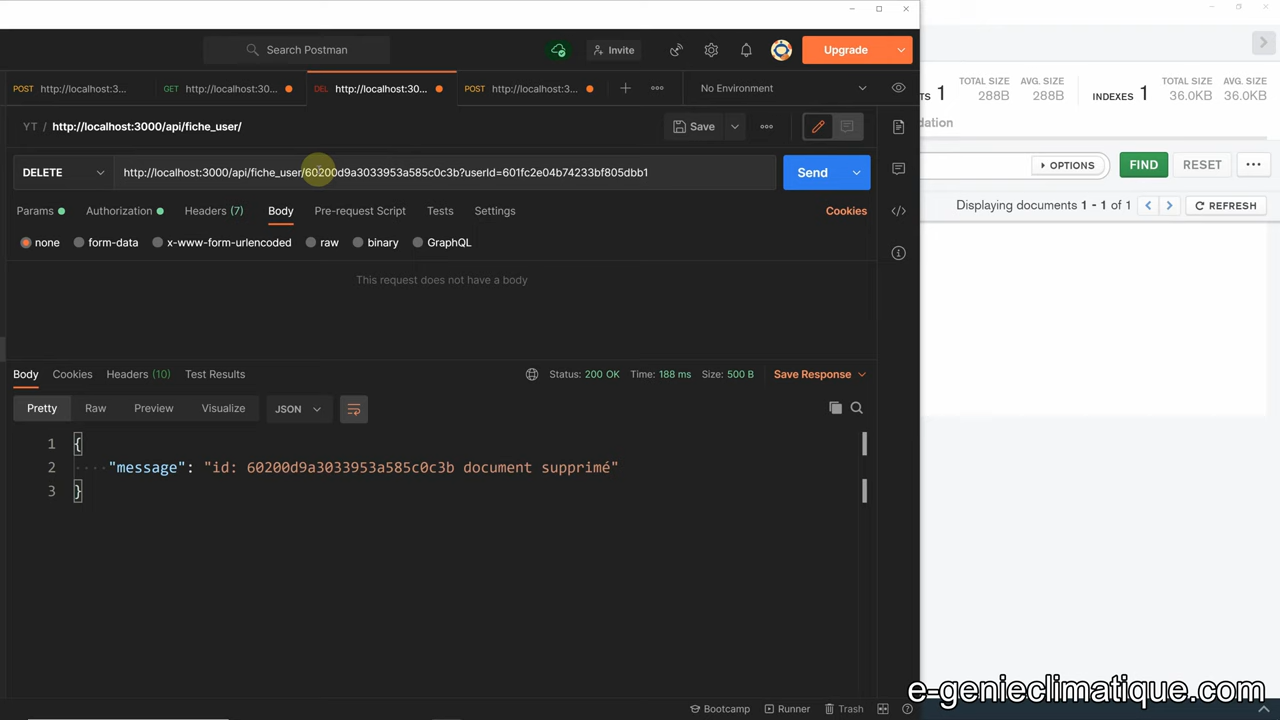 Search Postman
Invite
Upgrade
POST http://localhost:3...
GET http://localhost:30...
DEL http://localhost:30...
POST http://localhost:3...
No Environment
YT / http://localhost:3000/api/fiche_user/
Save
DELETE
http://localhost:3000/api/fiche_user/60200d9a3033953a585c0c3b?userId=601fc2e04b74233bf805dbb1
Send
Params
Authorization
Headers (7)
Body
Pre-request Script
Tests
Settings
Cookies
none
form-data
x-www-form-urlencoded
raw
binary
GraphQL
This request does not have a body
Body
Cookies
Headers (10)
Test Results
Status: 200 OK
Time: 188 ms
Size: 500 B
Save Response
Pretty
Raw
Preview
Visualize
JSON
1 {
2 "message": "id: 60200d9a3033953a585c0c3b document supprimé"
3 }
Bootcamp
Runner
Trash
TS 1
TOTAL SIZE 288B
AVG. SIZE 288B
INDEXES 1
TOTAL SIZE 36.0KB
AVG. SIZE 36.0KB
dation
OPTIONS
FIND
RESET
Displaying documents 1 - 1 of 1
REFRESH
e-genieclimatique.com